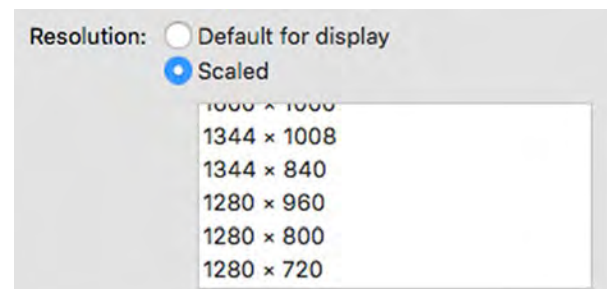 Resolution: Default for display
Scaled
1344 × 1008
1344 × 840
1280 × 960
1280 × 800
1280 × 720